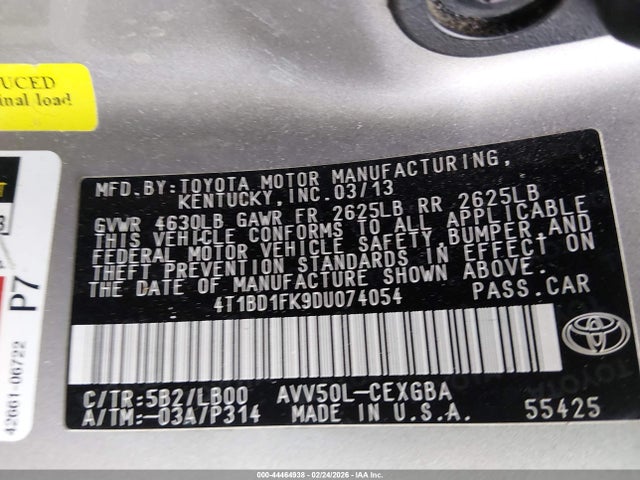 UCED
inal load
P7
42661-06722
MFD. BY: TOYOTA MOTOR MANUFACTURING,
KENTUCKY, INC. 03/13
GVWR 4630LB GAWR FR 2625LB RR 2625LB
THIS VEHICLE CONFORMS TO ALL APPLICABLE
FEDERAL MOTOR VEHICLE SAFETY, BUMPER, AND
THEFT PREVENTION STANDARDS IN EFFECT ON
THE DATE OF MANUFACTURE SHOWN ABOVE.
4T1BD1FK9DU074054 PASS. CAR
C/TR: 5B2/LB00 AVV50L-CEXGBA
A/TM: -03A/P314 MADE IN U.S.A. 55425
TOYOTA
000-44464938 - 02/24/2026 - IAAI.COM